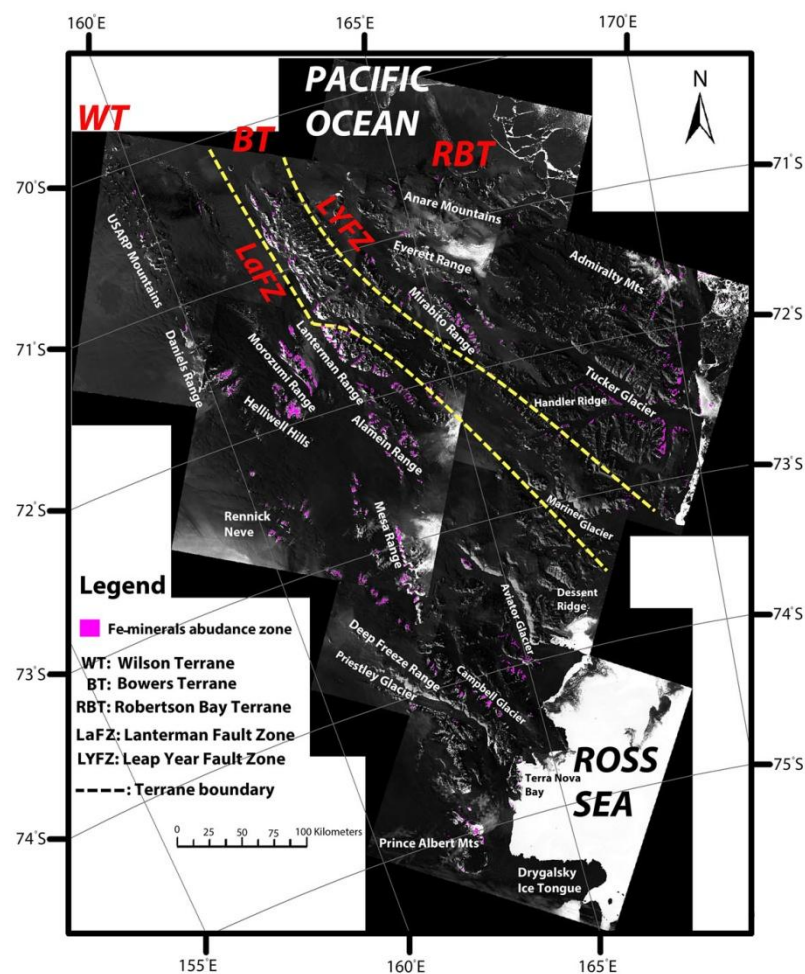 160°E
165°E
170°E
PACIFIC
OCEAN
N
WT
BT
RBT
70°S
71°S
Anare Mountains
LYFZ
Everett Range
Admiralty Mts
USARP Mountains
LaFZ
Mirabito Range
72°S
71°S
Daniels Range
Morozumi Range
Lanterman Range
Tucker Glacier
Handler Ridge
Helliwell Hills
Alamein Range
73°S
72°S
Rennick
Neve
Mesa Range
Mariner
Glacier
Legend
Fe-minerals abudance zone
Aviator Glacier
Dessent
Ridge
74°S
WT: Wilson Terrane
BT: Bowers Terrane
RBT: Robertson Bay Terrane
LaFZ: Lanterman Fault Zone
LYFZ: Leap Year Fault Zone
Terrane boundary
73°S
Deep Freeze Range
Priestley Glacier
Campbell Glacier
ROSS
SEA
75°S
Terra Nova
Bay
0 25 50 75 100 Kilometers
74°S
Prince Albert Mts
Drygalsky
Ice Tongue
155°E
160°E
165°E